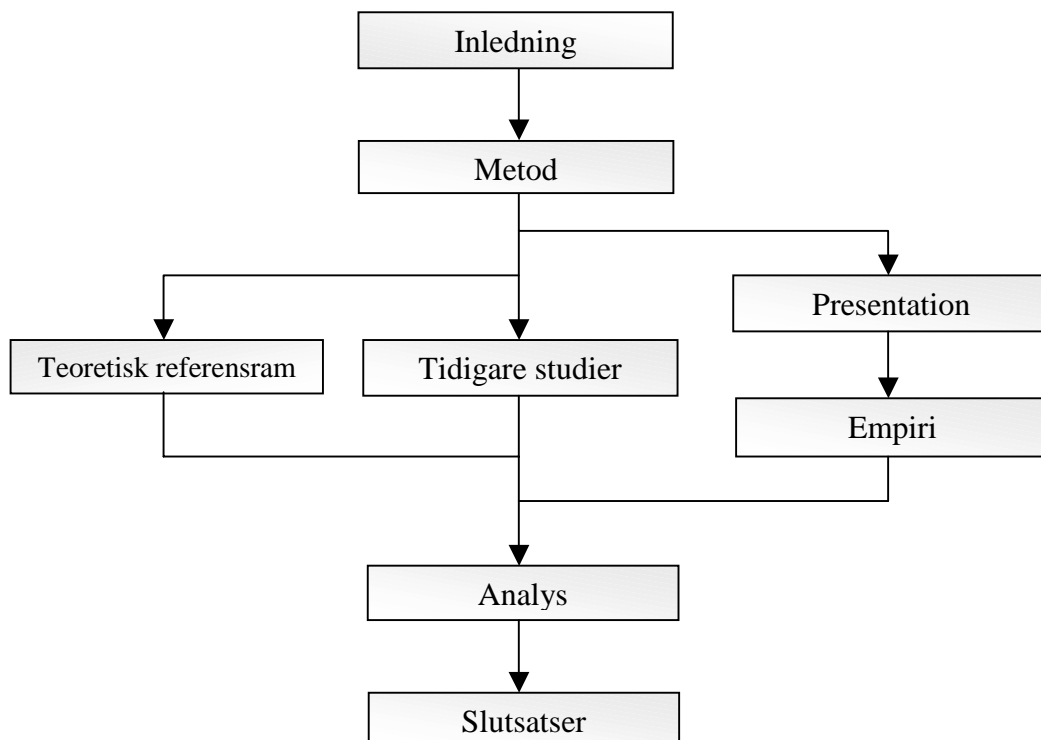 Inledning
Metod
Presentation
Teoretisk referensram
Tidigare studier
Empiri
Analys
Slutsatser